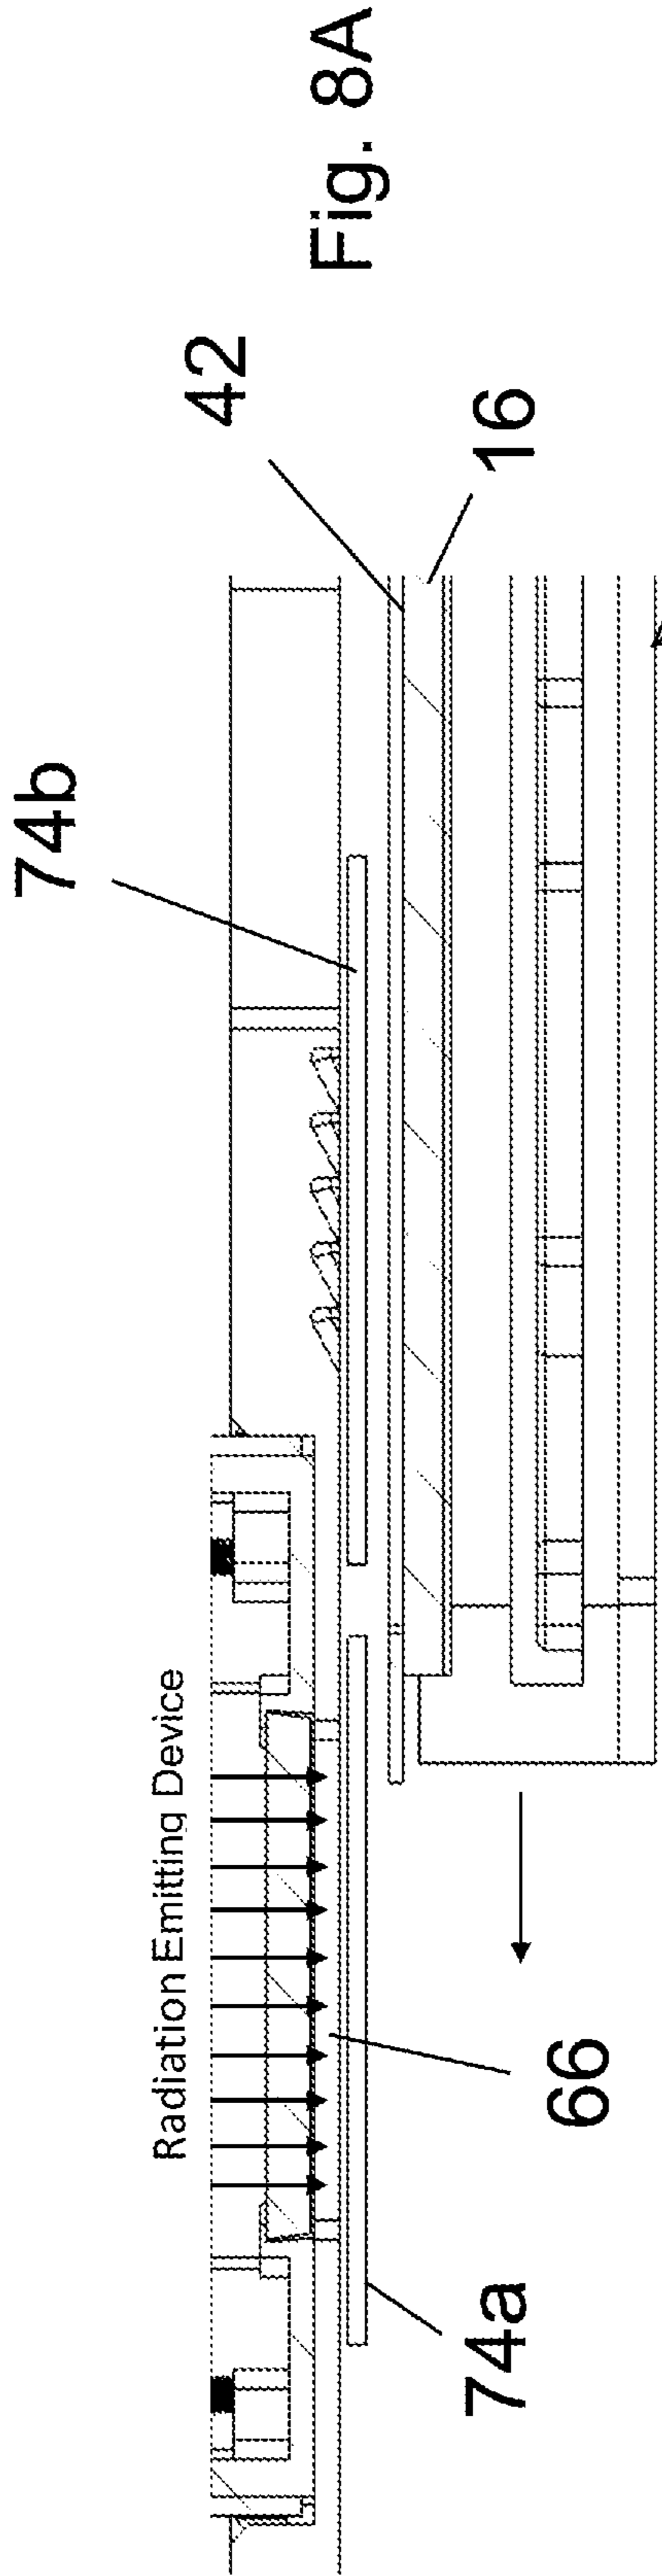 Fig. 8A
42
16
74b
Radiation Emitting Device
66
74a